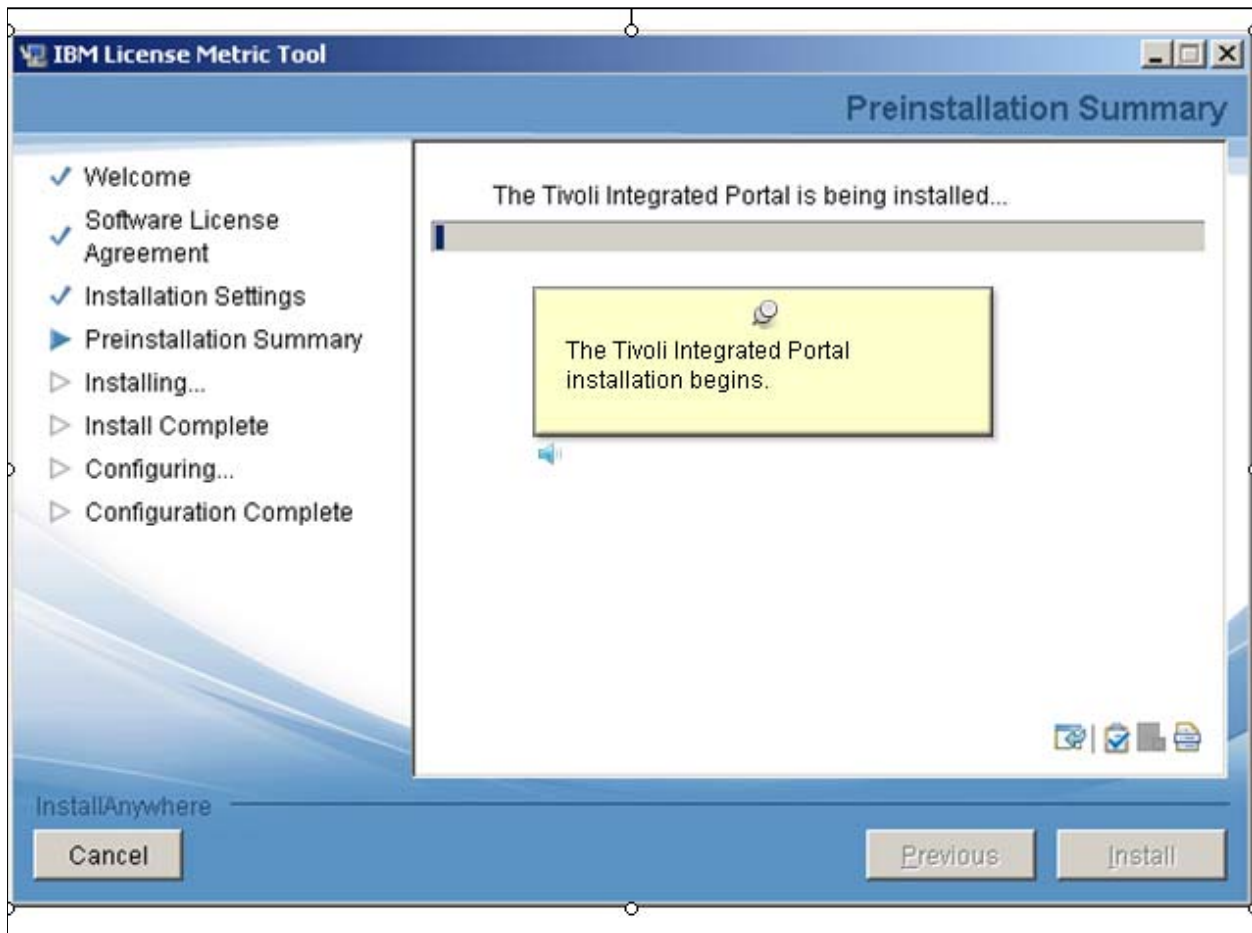 IBM License Metric Tool
Preinstallation Summary
Welcome
Software License
Agreement
Installation Settings
Preinstallation Summary
Installing...
Install Complete
Configuring...
Configuration Complete
The Tivoli Integrated Portal is being installed...
The Tivoli Integrated Portal
installation begins.
InstallAnywhere
Cancel
Previous
Install